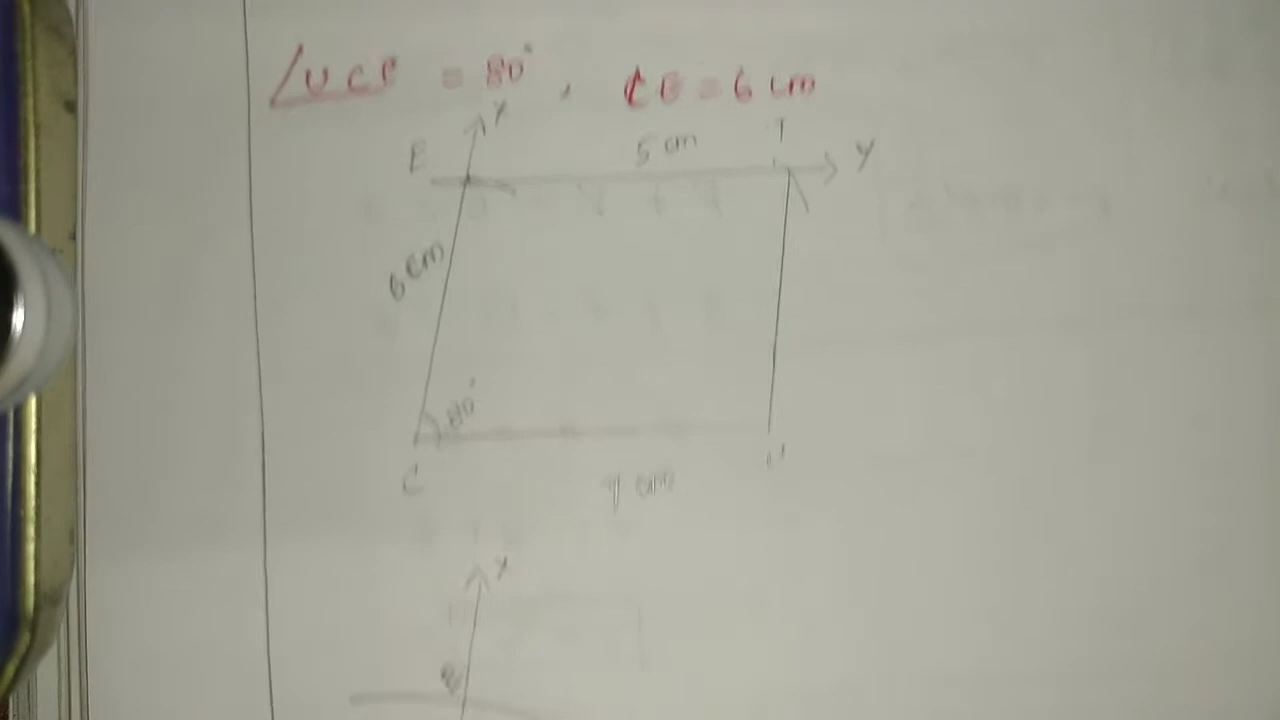 ∠UCE = 80°, CE = 6 cm
X
E 5 cm T Y
6 cm
80°
C 7 cm U
X
E